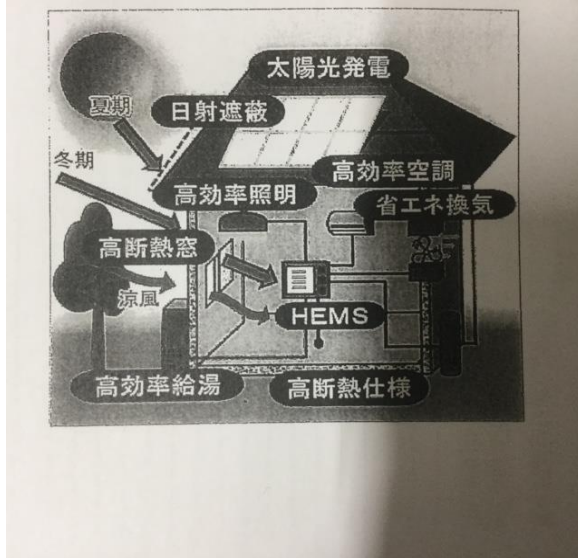 太陽光発電
夏期
日射遮蔽
冬期
高効率空調
高効率照明
省エネ換気
高断熱窓
涼風
HEMS
高効率給湯
高断熱仕様